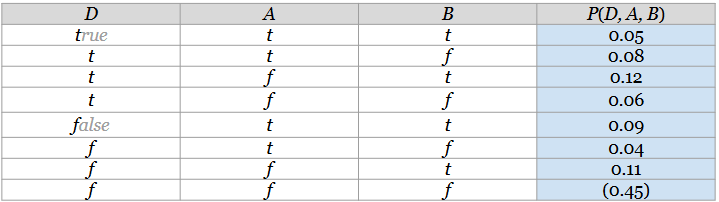 D A B P(D, A, B)
true t t 0.05
t t f 0.08
t f t 0.12
t f f 0.06
false t t 0.09
f t f 0.04
f f t 0.11
f f f (0.45)